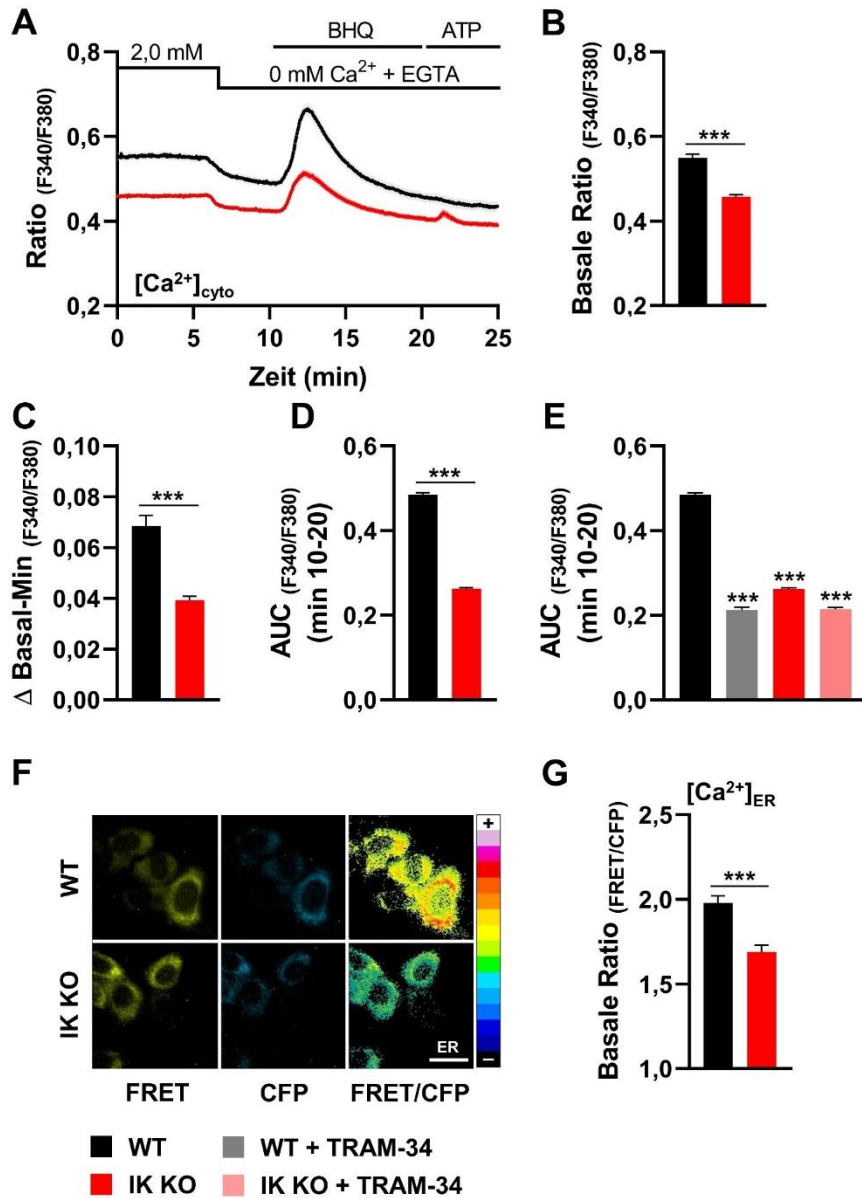 A
BHQ
ATP
2,0 mM
0 mM Ca²⁺ + EGTA
Ratio (F340/F380)
0,8
0,6
0,4
0,2
[Ca²⁺]cyto
0
5
10
15
20
25
Zeit (min)
B
Basale Ratio (F340/F380)
0,8
0,6
0,4
0,2
***
C
Δ Basal-Min (F340/F380)
0,10
0,08
0,06
0,04
0,02
0,00
***
D
AUC (F340/F380)
(min 10-20)
0,6
0,4
0,2
0,0
***
E
AUC (F340/F380)
(min 10-20)
0,6
0,4
0,2
0,0
***
***
***
F
WT
IK KO
+
–
ER
FRET
CFP
FRET/CFP
G
[Ca²⁺]ER
Basale Ratio (FRET/CFP)
2,5
2,0
1,5
1,0
***
WT
WT + TRAM-34
IK KO
IK KO + TRAM-34